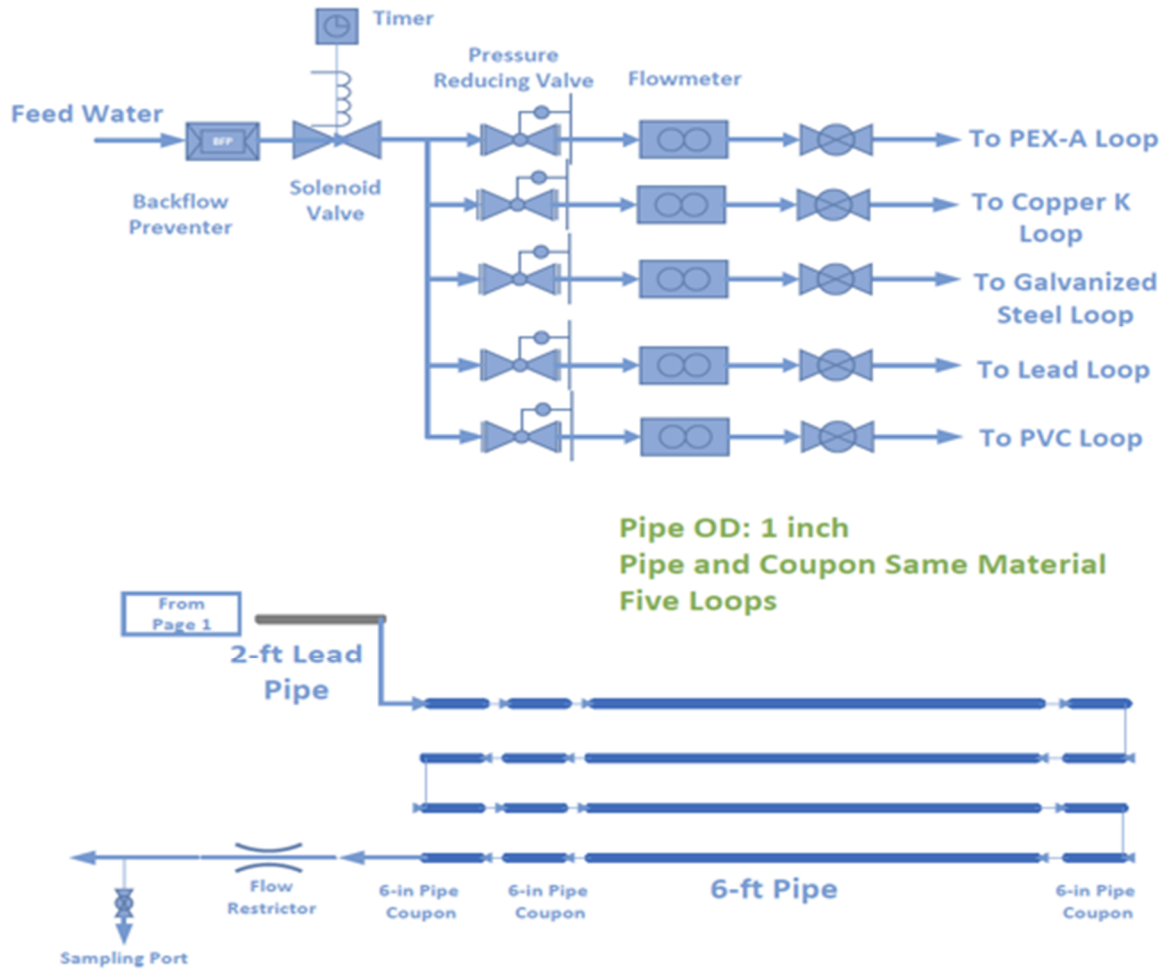 Timer
Pressure
Reducing Valve
Flowmeter
Feed Water
BFP
To PEX-A Loop
Solenoid
Valve
Backflow
Preventer
To Copper K
Loop
To Galvanized
Steel Loop
To Lead Loop
To PVC Loop
Pipe OD: 1 inch
Pipe and Coupon Same Material
Five Loops
From
Page 1
2-ft Lead
Pipe
Flow
Restrictor
6-in Pipe
Coupon
6-in Pipe
Coupon
6-ft Pipe
6-in Pipe
Coupon
Sampling Port